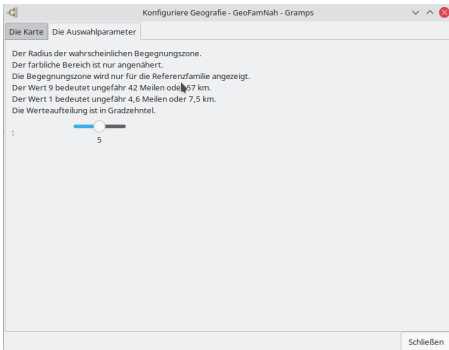 Konfiguriere Geografie - GeoFamNah - Gramps
Die Karte Die Auswahlparameter
Der Radius der wahrscheinlichen Begegnungszone.
Der farbliche Bereich ist nur angenähert.
Die Begegnungszone wird nur für die Referenzfamilie angezeigt.
Der Wert 9 bedeutet ungefähr 42 Meilen oder 67 km.
Der Wert 1 bedeutet ungefähr 4,6 Meilen oder 7,5 km.
Die Werteaufteilung ist in Gradzehntel.
:
5
Schließen